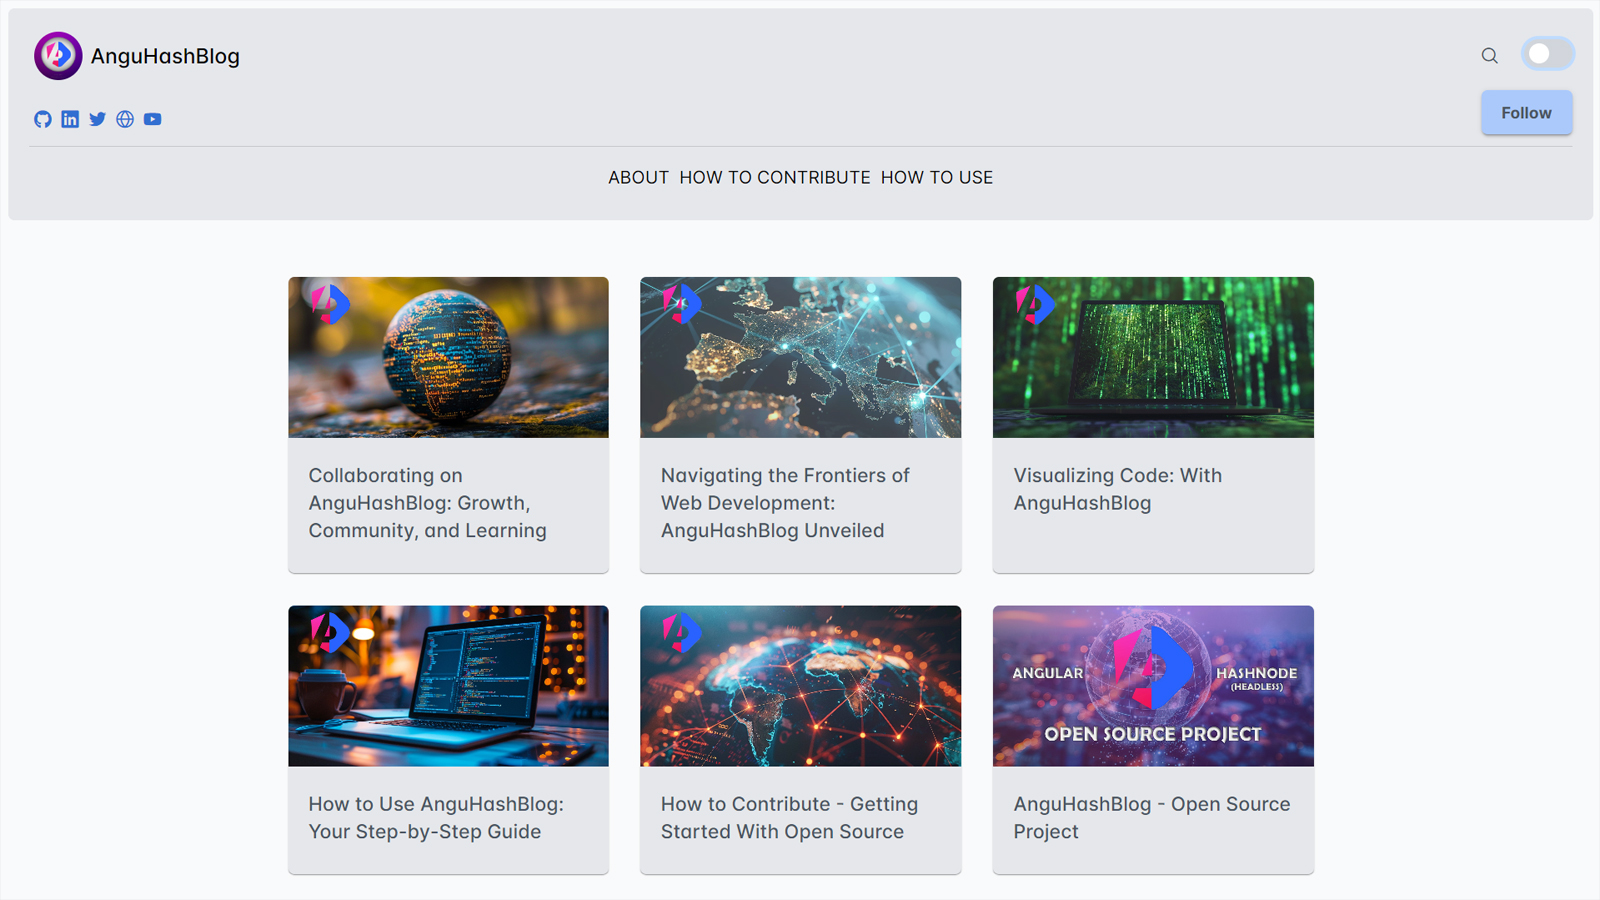 AnguHashBlog
Follow
ABOUT HOW TO CONTRIBUTE HOW TO USE
Collaborating on
AnguHashBlog: Growth,
Community, and Learning
Navigating the Frontiers of
Web Development:
AnguHashBlog Unveiled
Visualizing Code: With
AnguHashBlog
ANGULAR
HASHNODE
(HEADLESS)
OPEN SOURCE PROJECT
How to Use AnguHashBlog:
Your Step-by-Step Guide
How to Contribute - Getting
Started With Open Source
AnguHashBlog - Open Source
Project